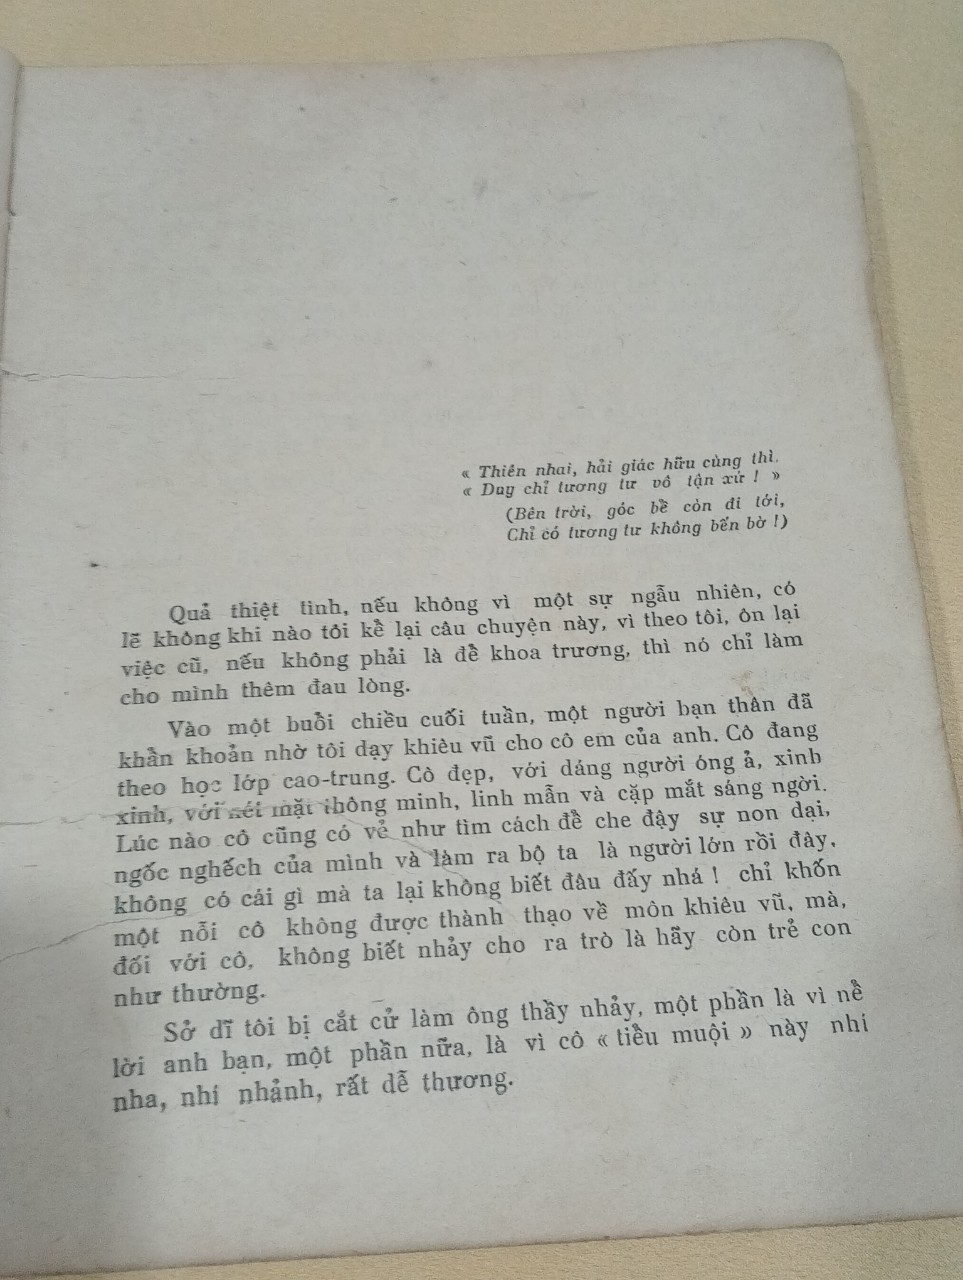 « Thiên nhai, hải giác hữu cùng thì.
« Duy chỉ tương tư vô tận xứ ! »
(Bên trời, góc bể còn đi tới,
Chỉ có tương tư không bến bờ !)
Quả thiệt tình, nếu không vì một sự ngẫu nhiên, có
lẽ không khi nào tôi kể lại câu chuyện này, vì theo tôi, ôn lại
việc cũ, nếu không phải là để khoa trương, thì nó chỉ làm
cho mình thêm đau lòng.
Vào một buổi chiều cuối tuần, một người bạn thân đã
khẩn khoản nhờ tôi dạy khiêu vũ cho cô em của anh. Cô đang
theo học lớp cao-trung. Cô đẹp, với dáng người óng ả, xinh
xinh, với nét mặt thông minh, linh mẫn và cặp mắt sáng ngời.
Lúc nào cô cũng có vẻ như tìm cách để che đậy sự non dại,
ngốc nghếch của mình và làm ra bộ ta là người lớn rồi đây,
không có cái gì mà ta lại không biết đâu đấy nhá ! chỉ khốn
một nỗi cô không được thành thạo về môn khiêu vũ, mà,
đối với cô, không biết nhảy cho ra trò là hãy còn trẻ con
như thường.
Sở dĩ tôi bị cắt cử làm ông thầy nhảy, một phần là vì nể
lời anh bạn, một phần nữa, là vì cô « tiểu muội » này nhí
nha, nhí nhảnh, rất dễ thương.